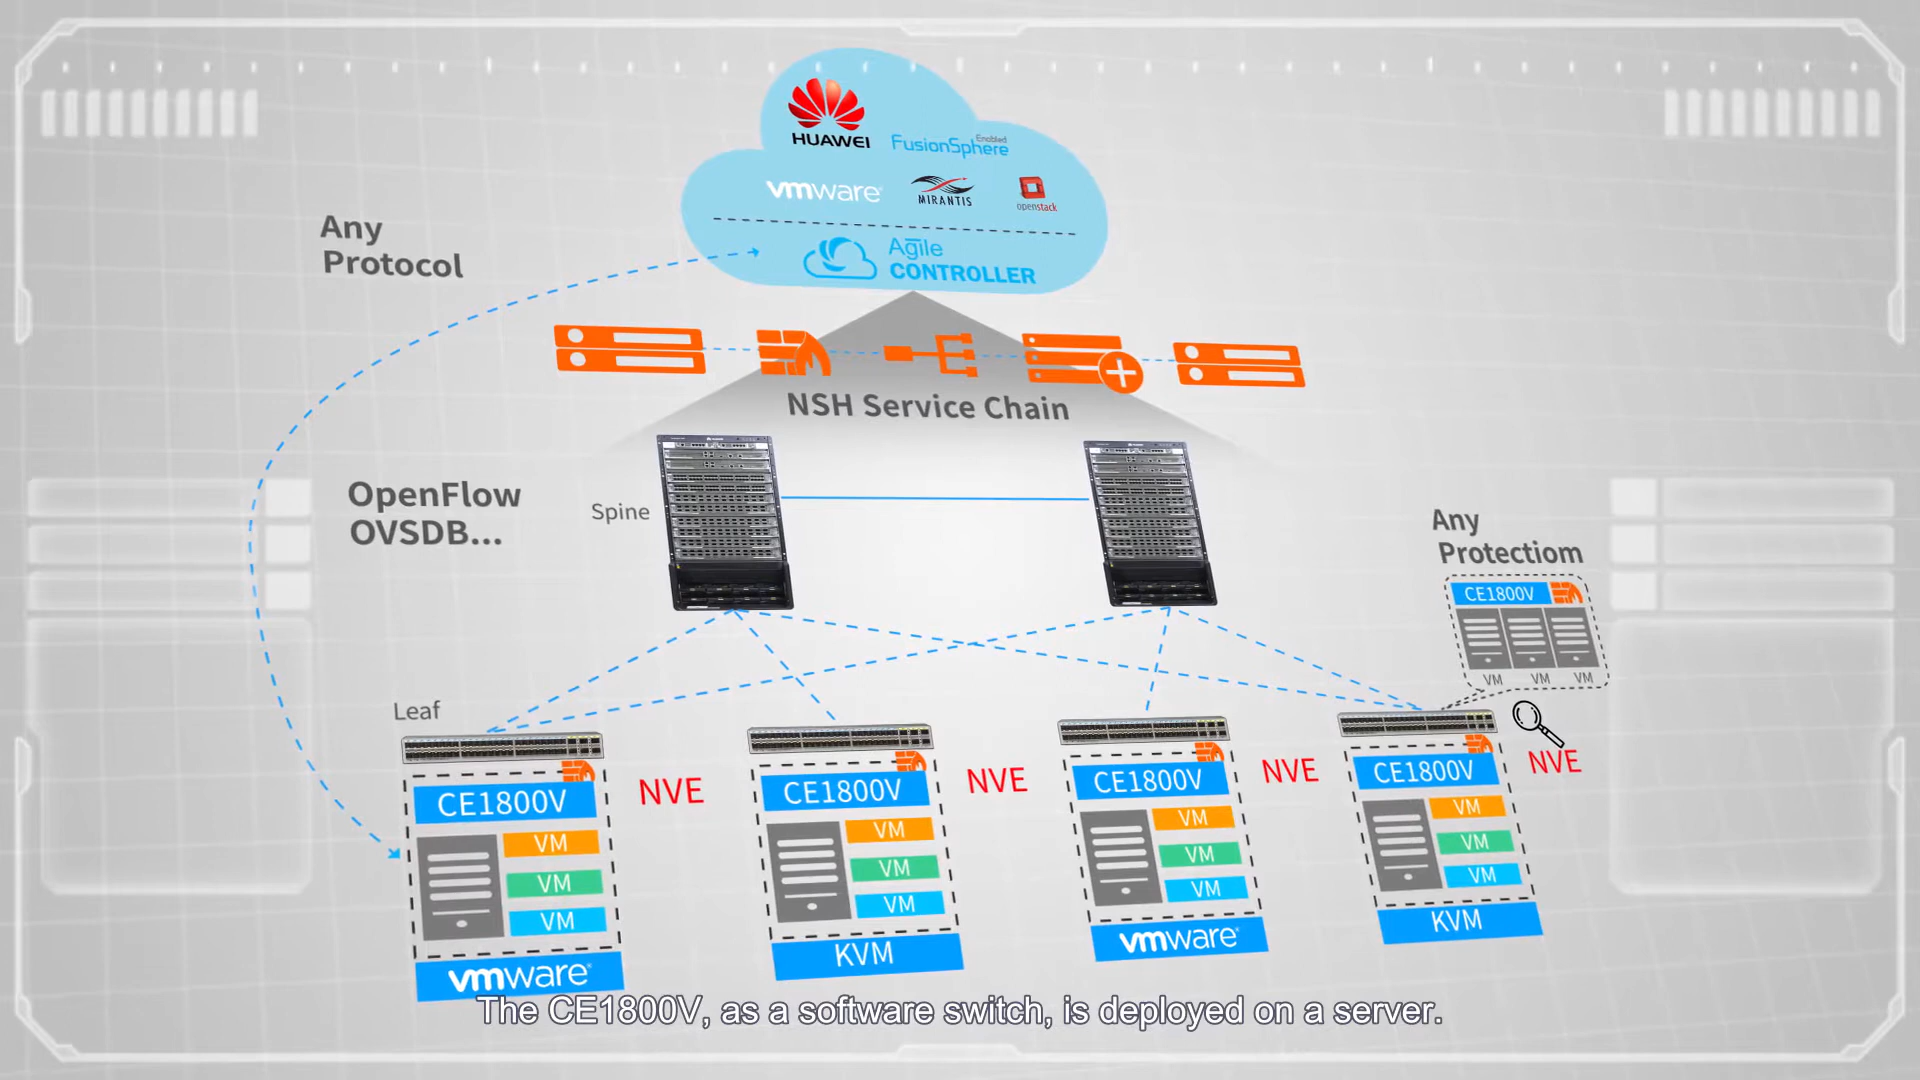 HUAWEI
FusionSphere
Enabled
vmware
MIRANTIS
openstack
Agile
CONTROLLER
Any
Protocol
NSH Service Chain
OpenFlow
OVSDB...
Spine
Any
Protectiom
CE1800V
VM VM VM
Leaf
CE1800V
VM
VM
VM
vmware
NVE
CE1800V
VM
VM
VM
KVM
NVE
CE1800V
VM
VM
VM
vmware
NVE
CE1800V
VM
VM
VM
KVM
NVE
The CE1800V, as a software switch, is deployed on a server.